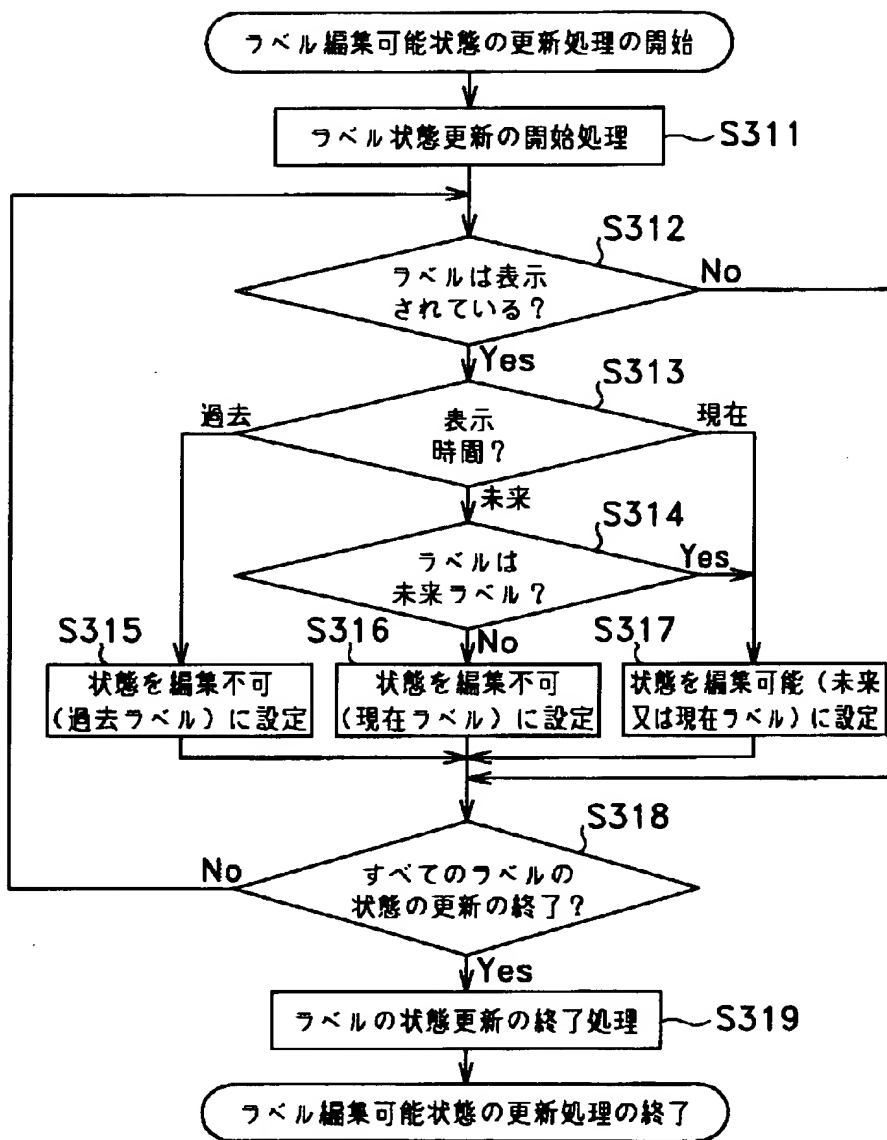 ラベル編集可能状態の更新処理の開始
ラベル状態更新の開始処理
S311
S312
ラベルは表示
されている?
No
Yes
S313
過去
表示
時間?
現在
未来
S314
ラベルは
未来ラベル?
Yes
No
S315
状態を編集不可
(過去ラベル)に設定
S316
状態を編集不可
(現在ラベル)に設定
S317
状態を編集可能(未来
又は現在ラベル)に設定
S318
No
すべてのラベルの
状態の更新の終了?
Yes
ラベルの状態更新の終了処理
S319
ラベル編集可能状態の更新処理の終了